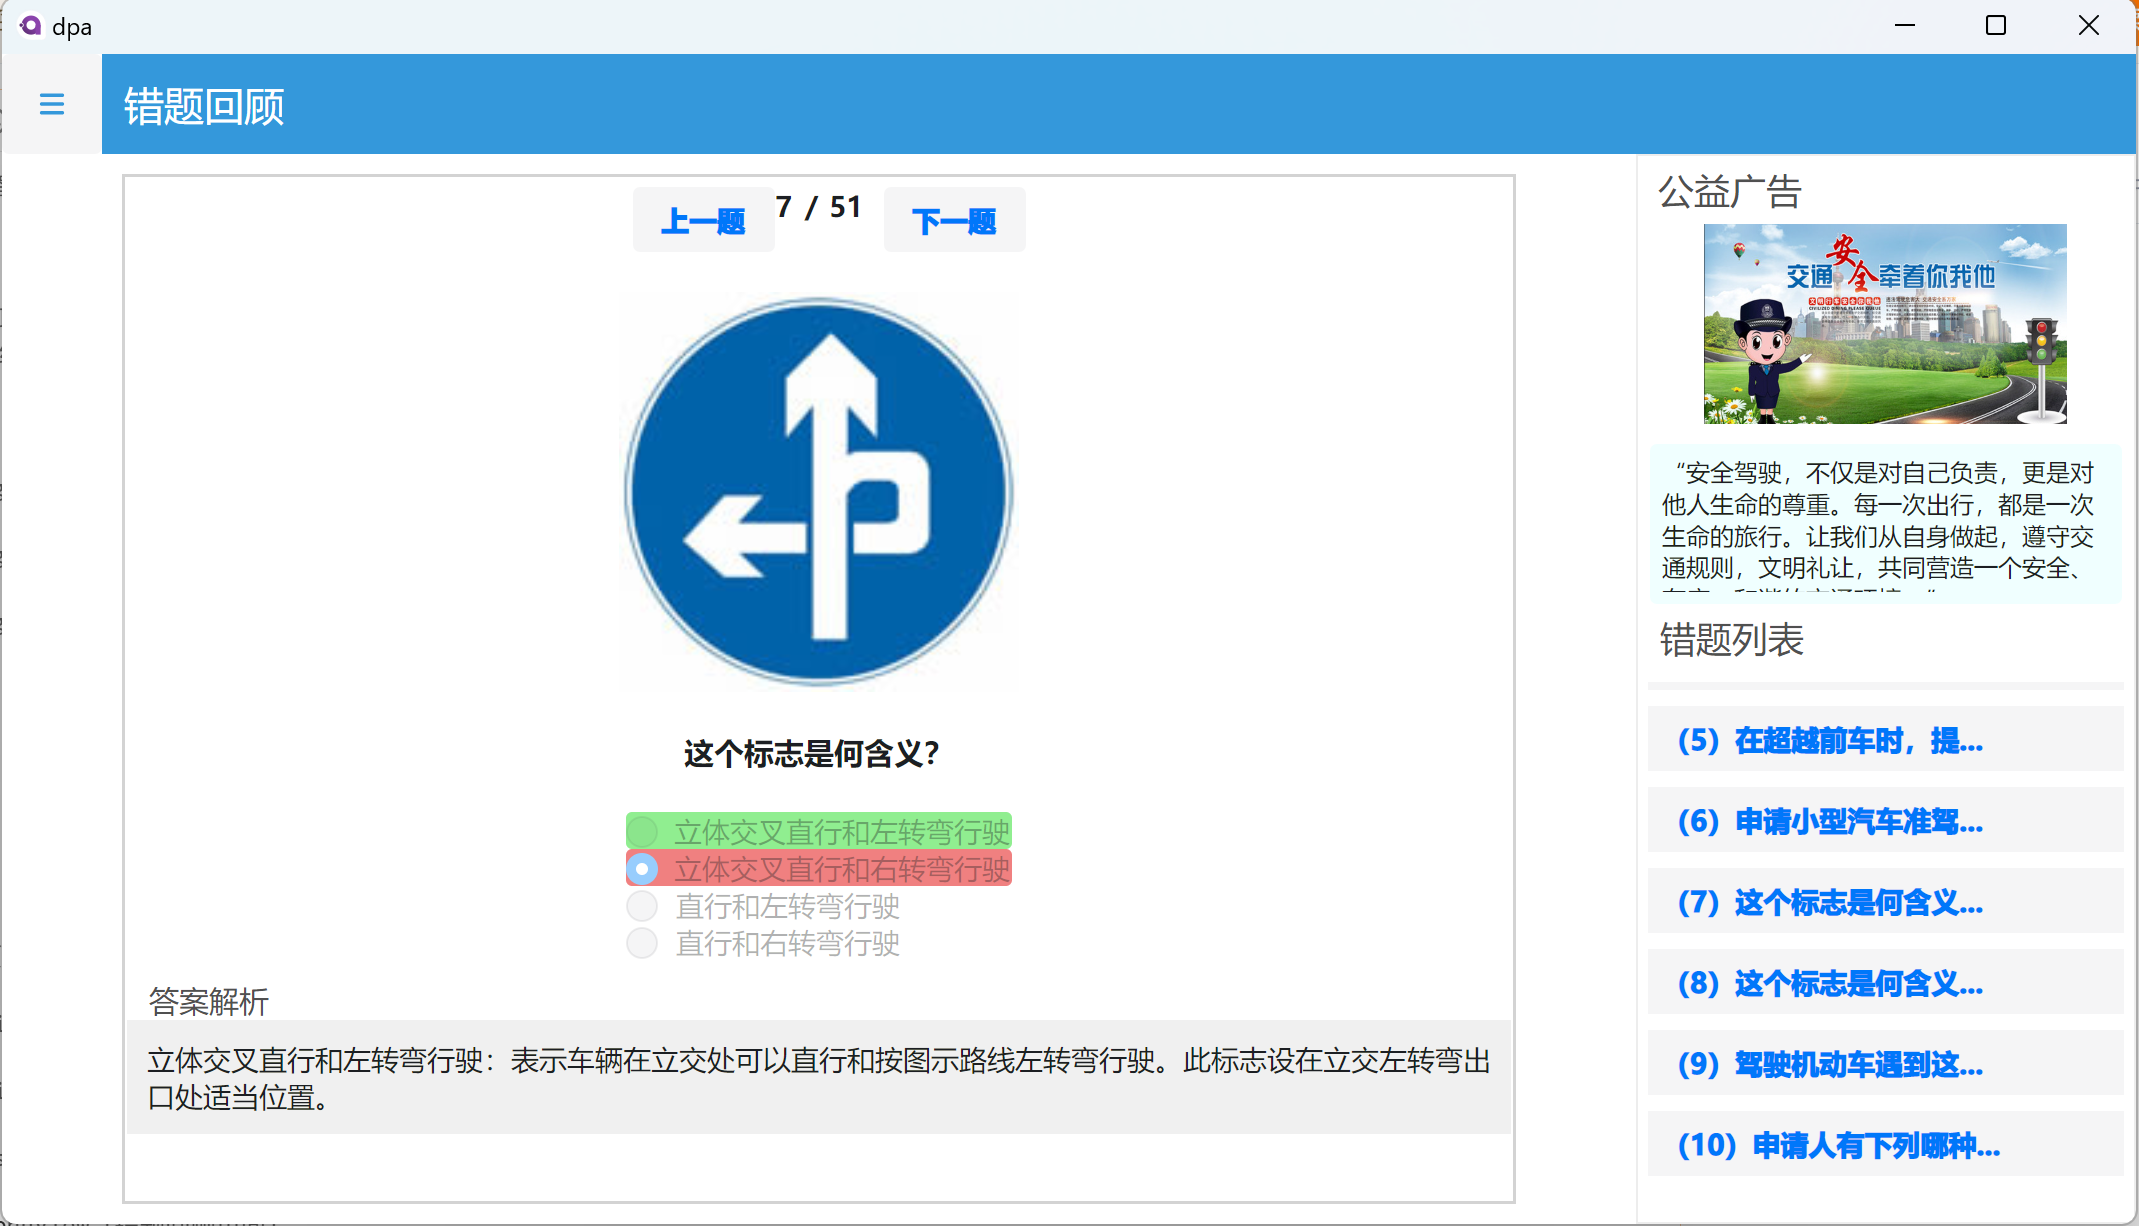 dpa
错题回顾
上一题
7 / 51
下一题
这个标志是何含义?
立体交叉直行和左转弯行驶
立体交叉直行和右转弯行驶
直行和左转弯行驶
直行和右转弯行驶
答案解析
立体交叉直行和左转弯行驶：表示车辆在立交处可以直行和按图示路线左转弯行驶。此标志设在立交左转弯出
口处适当位置。
公益广告
交通安全牵着你我他
“安全驾驶，不仅是对自己负责，更是对
他人生命的尊重。每一次出行，都是一次
生命的旅行。让我们从自身做起，遵守交
通规则，文明礼让，共同营造一个安全、
错题列表
（5）在超越前车时，提...
（6）申请小型汽车准驾...
（7）这个标志是何含义...
（8）这个标志是何含义...
（9）驾驶机动车遇到这...
（10）申请人有下列哪种...